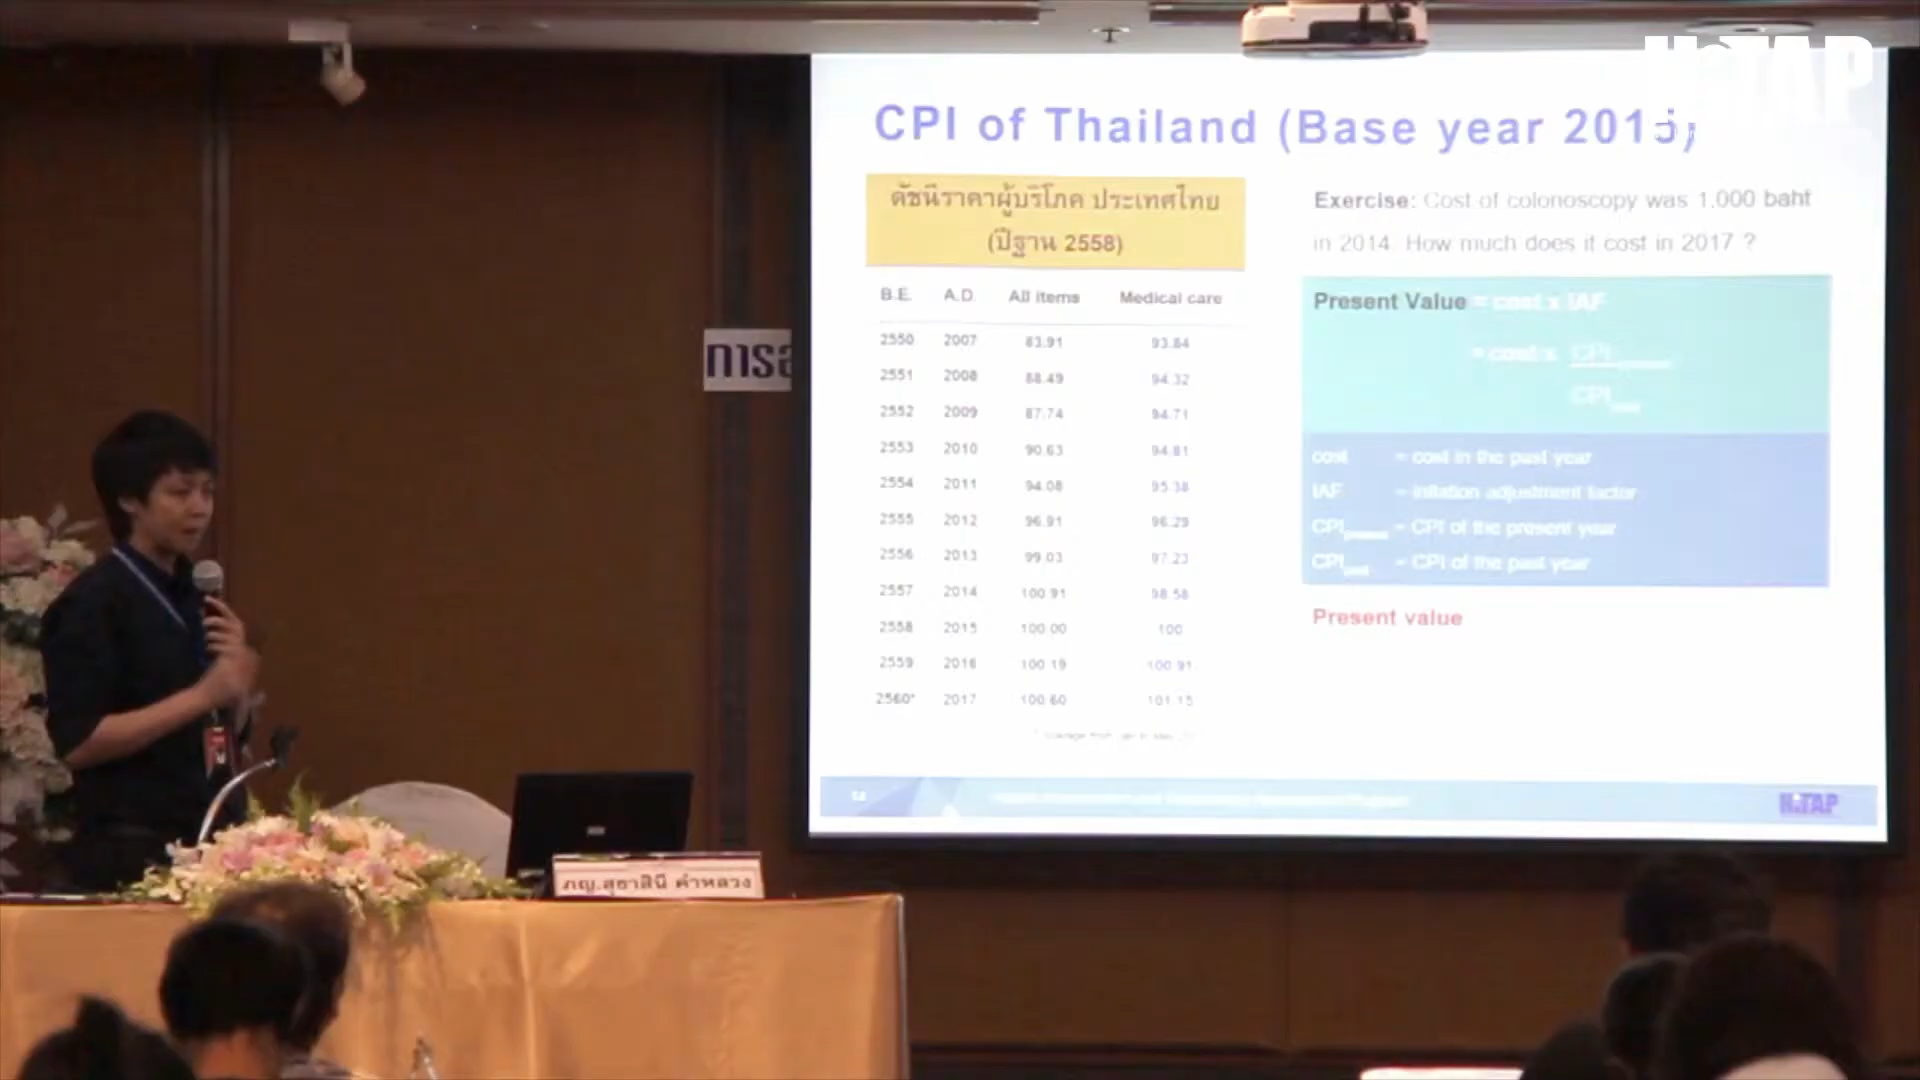 HiTAP
CPI of Thailand (Base year 2015)
ดัชนีราคาผู้บริโภค ประเทศไทย
(ปีฐาน 2558)
B.E. A.D. All items Medical care
2550 2007 83.91 93.84
2551 2008 88.49 94.32
2552 2009 87.74 94.71
2553 2010 90.63 94.81
2554 2011 94.08 95.38
2555 2012 96.91 96.29
2556 2013 99.03 97.23
2557 2014 100.91 98.58
2558 2015 100.00 100
2559 2016 100.19 100.91
2560* 2017 100.60 101.15
Exercise: Cost of colonoscopy was 1,000 baht
in 2014. How much does it cost in 2017 ?
Present Value = cost x IAF
= cost x CPI present
CPI past
cost = cost in the past year
IAF = inflation adjustment factor
CPI present = CPI of the present year
CPI past = CPI of the past year
Present value
HiTAP
การ
ภญ.สุธาสินี คำหลวง